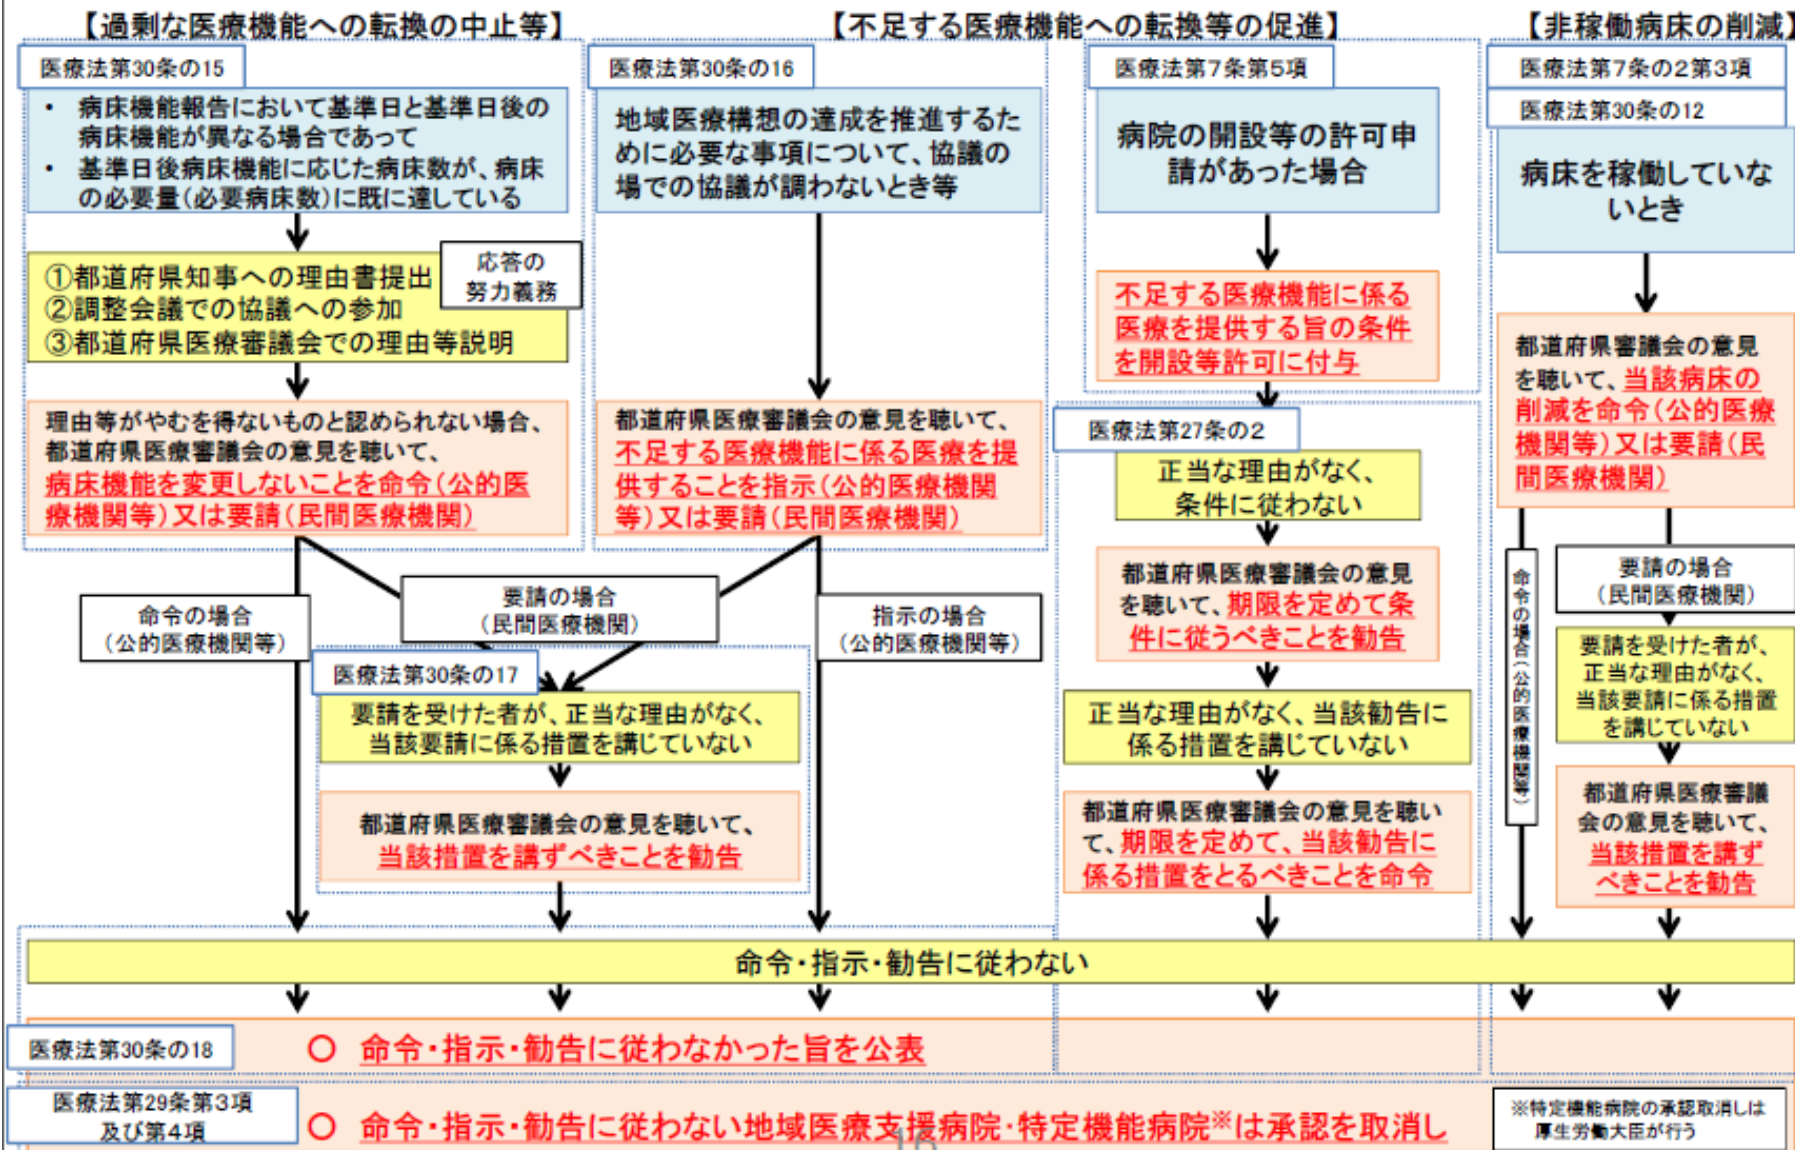 【過剰な医療機能への転換の中止等】
医療法第30条の15
・ 病床機能報告において基準日と基準日後の
病床機能が異なる場合であって
・ 基準日後病床機能に応じた病床数が、病床
の必要量(必要病床数)に既に達している
①都道府県知事への理由書提出
②調整会議での協議への参加
③都道府県医療審議会での理由等説明
応答の
努力義務
理由等がやむを得ないものと認められない場合、
都道府県医療審議会の意見を聴いて、
病床機能を変更しないことを命令(公的医
療機関等)又は要請(民間医療機関)
【不足する医療機能への転換等の促進】
医療法第30条の16
地域医療構想の達成を推進するた
めに必要な事項について、協議の
場での協議が調わないとき等
都道府県医療審議会の意見を聴いて、
不足する医療機能に係る医療を提
供することを指示(公的医療機関
等)又は要請(民間医療機関)
命令の場合
(公的医療機関等)
要請の場合
(民間医療機関)
指示の場合
(公的医療機関等)
医療法第30条の17
要請を受けた者が、正当な理由がなく、
当該要請に係る措置を講じていない
都道府県医療審議会の意見を聴いて、
当該措置を講ずべきことを勧告
医療法第7条第5項
病院の開設等の許可申
請があった場合
不足する医療機能に係る
医療を提供する旨の条件
を開設等許可に付与
医療法第27条の2
正当な理由がなく、
条件に従わない
都道府県医療審議会の意見
を聴いて、期限を定めて条
件に従うべきことを勧告
正当な理由がなく、当該勧告に
係る措置を講じていない
都道府県医療審議会の意見を聴い
て、期限を定めて、当該勧告に
係る措置をとるべきことを命令
【非稼働病床の削減】
医療法第7条の2第3項
医療法第30条の12
病床を稼働していな
いとき
都道府県審議会の意見
を聴いて、当該病床の
削減を命令(公的医療
機関等)又は要請(民
間医療機関)
命令の場合(公的医療機関等)
要請の場合
(民間医療機関)
要請を受けた者が、
正当な理由がなく、
当該要請に係る措置
を講じていない
都道府県医療審議
会の意見を聴いて、
当該措置を講ず
べきことを勧告
命令・指示・勧告に従わない
医療法第30条の18
○ 命令・指示・勧告に従わなかった旨を公表
医療法第29条第3項
及び第4項
○ 命令・指示・勧告に従わない地域医療支援病院・特定機能病院※は承認を取消し
※特定機能病院の承認取消しは
厚生労働大臣が行う
16